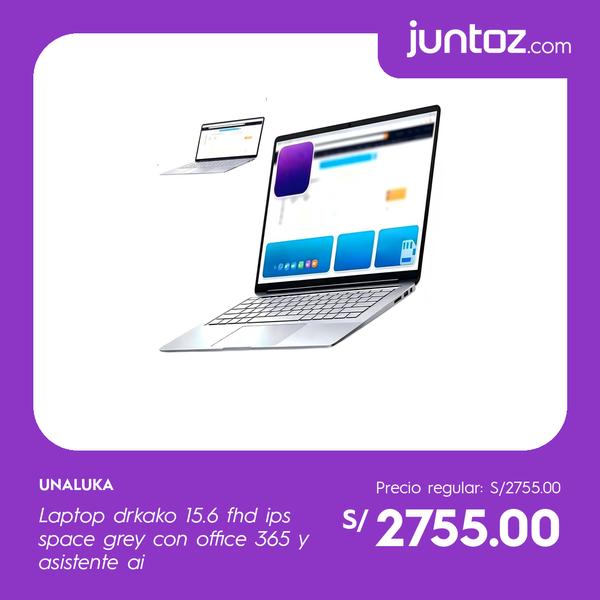 juntoz.com
UNALUKA
Laptop drkako 15.6 fhd ips
space grey con office 365 y
asistente ai
Precio regular: S/2755.00
S/ 2755.00